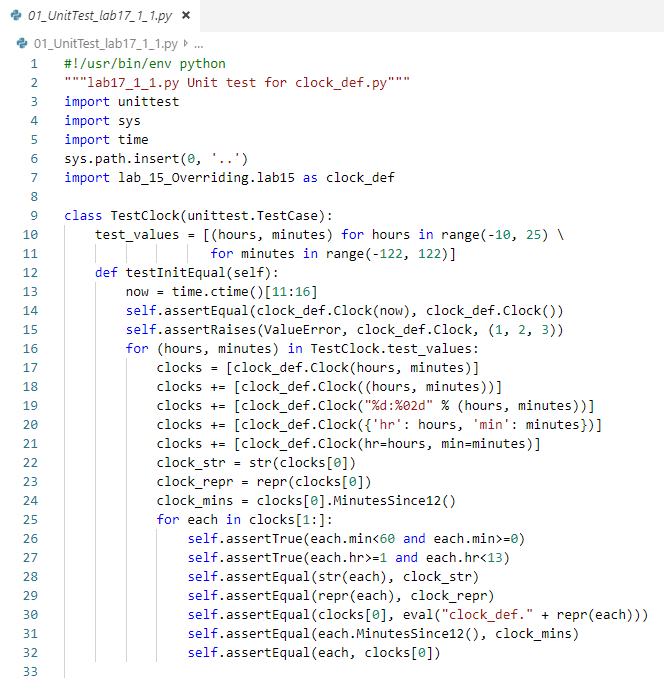 01_UnitTest_lab17_1_1.py ×
01_UnitTest_lab17_1_1.py ▸ ...
1 #!/usr/bin/env python
2 """lab17_1_1.py Unit test for clock_def.py"""
3 import unittest
4 import sys
5 import time
6 sys.path.insert(0, '..')
7 import lab_15_Overriding.lab15 as clock_def
8
9 class TestClock(unittest.TestCase):
10     test_values = [(hours, minutes) for hours in range(-10, 25) \
11                    for minutes in range(-122, 122)]
12     def testInitEqual(self):
13         now = time.ctime()[11:16]
14         self.assertEqual(clock_def.Clock(now), clock_def.Clock())
15         self.assertRaises(ValueError, clock_def.Clock, (1, 2, 3))
16         for (hours, minutes) in TestClock.test_values:
17             clocks = [clock_def.Clock(hours, minutes)]
18             clocks += [clock_def.Clock((hours, minutes))]
19             clocks += [clock_def.Clock("%d:%02d" % (hours, minutes))]
20             clocks += [clock_def.Clock({'hr': hours, 'min': minutes})]
21             clocks += [clock_def.Clock(hr=hours, min=minutes)]
22             clock_str = str(clocks[0])
23             clock_repr = repr(clocks[0])
24             clock_mins = clocks[0].MinutesSince12()
25             for each in clocks[1:]:
26                 self.assertTrue(each.min<60 and each.min>=0)
27                 self.assertTrue(each.hr>=1 and each.hr<13)
28                 self.assertEqual(str(each), clock_str)
29                 self.assertEqual(repr(each), clock_repr)
30                 self.assertEqual(clocks[0], eval("clock_def." + repr(each)))
31                 self.assertEqual(each.MinutesSince12(), clock_mins)
32                 self.assertEqual(each, clocks[0])
33